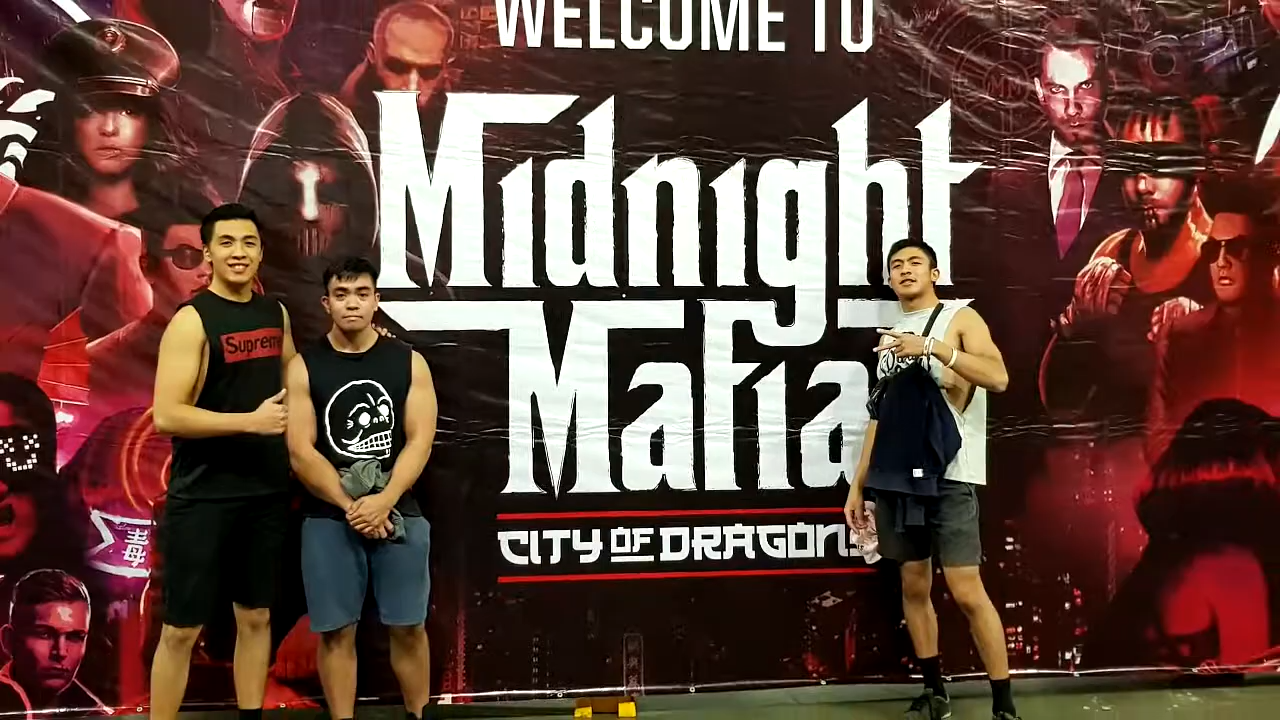 WELCOME TO
Midnight
Mafia
CITY OF DRAGONS
Supreme